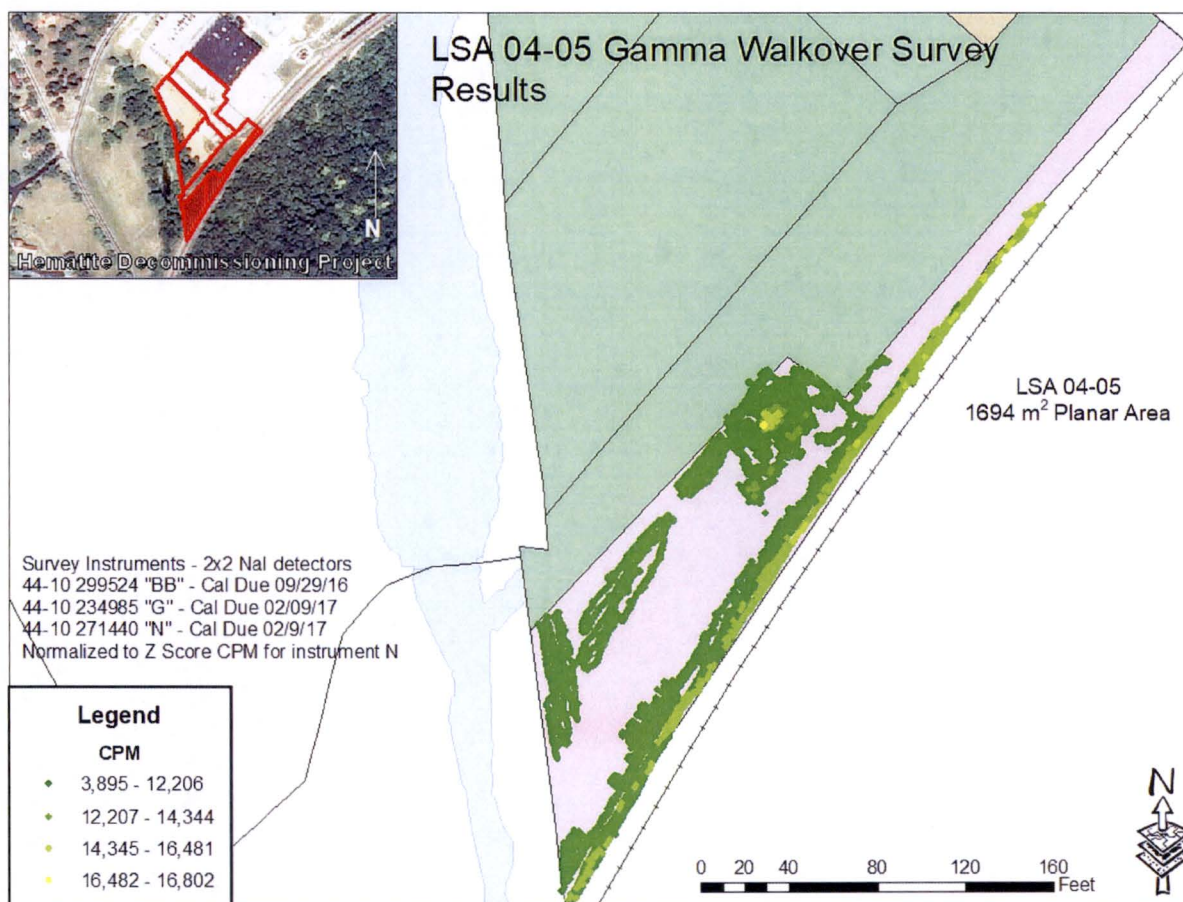 LSA 04-05 Gamma Walkover Survey
Results
N
Hematite Decommissioning Project
LSA 04-05
1694 m² Planar Area
Survey Instruments - 2x2 NaI detectors
44-10 299524 "BB" - Cal Due 09/29/16
44-10 234985 "G" - Cal Due 02/09/17
44-10 271440 "N" - Cal Due 02/9/17
Normalized to Z Score CPM for instrument N
Legend
CPM
3,895 - 12,206
12,207 - 14,344
14,345 - 16,481
16,482 - 16,802
N
0 20 40 80 120 160
Feet